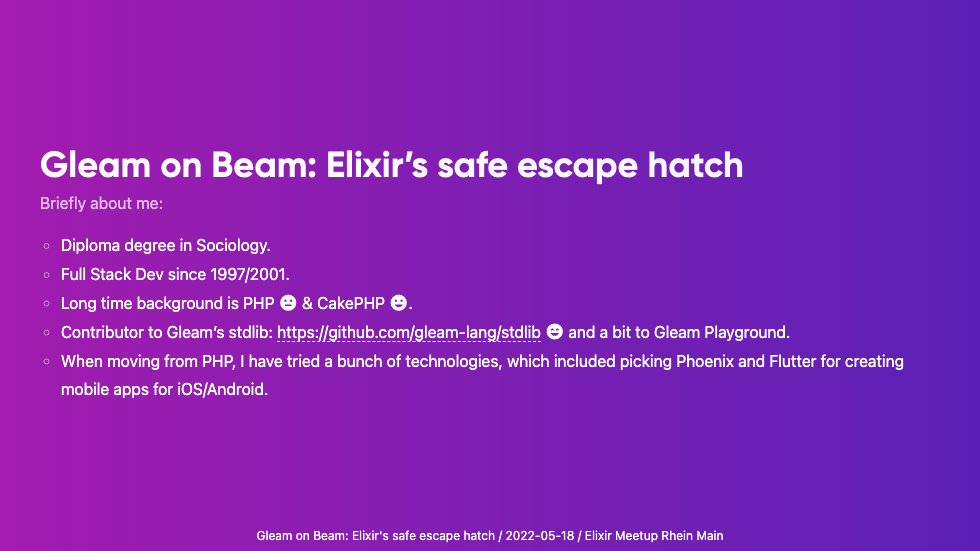 Gleam on Beam: Elixir’s safe escape hatch
Briefly about me:
Diploma degree in Sociology.
Full Stack Dev since 1997/2001.
Long time background is PHP 😐 & CakePHP 😀.
Contributor to Gleam’s stdlib: https://github.com/gleam-lang/stdlib 😄 and a bit to Gleam Playground.
When moving from PHP, I have tried a bunch of technologies, which included picking Phoenix and Flutter for creating
mobile apps for iOS/Android.
Gleam on Beam: Elixir's safe escape hatch / 2022-05-18 / Elixir Meetup Rhein Main